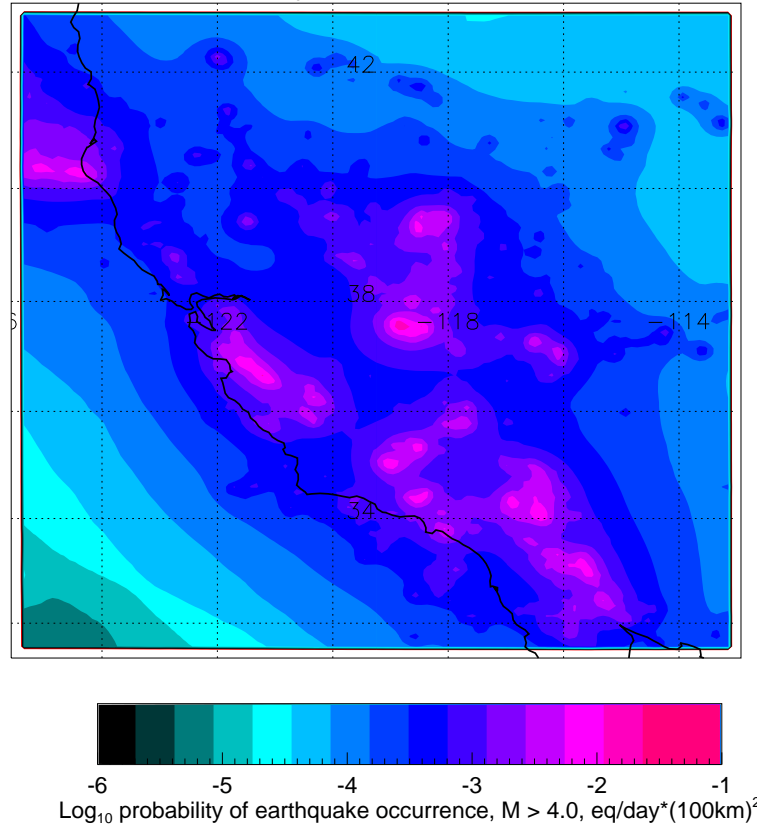 42
38
6 -122 -118 -114
34
-6 -5 -4 -3 -2 -1
Log₁₀ probability of earthquake occurrence, M > 4.0, eq/day*(100km)²